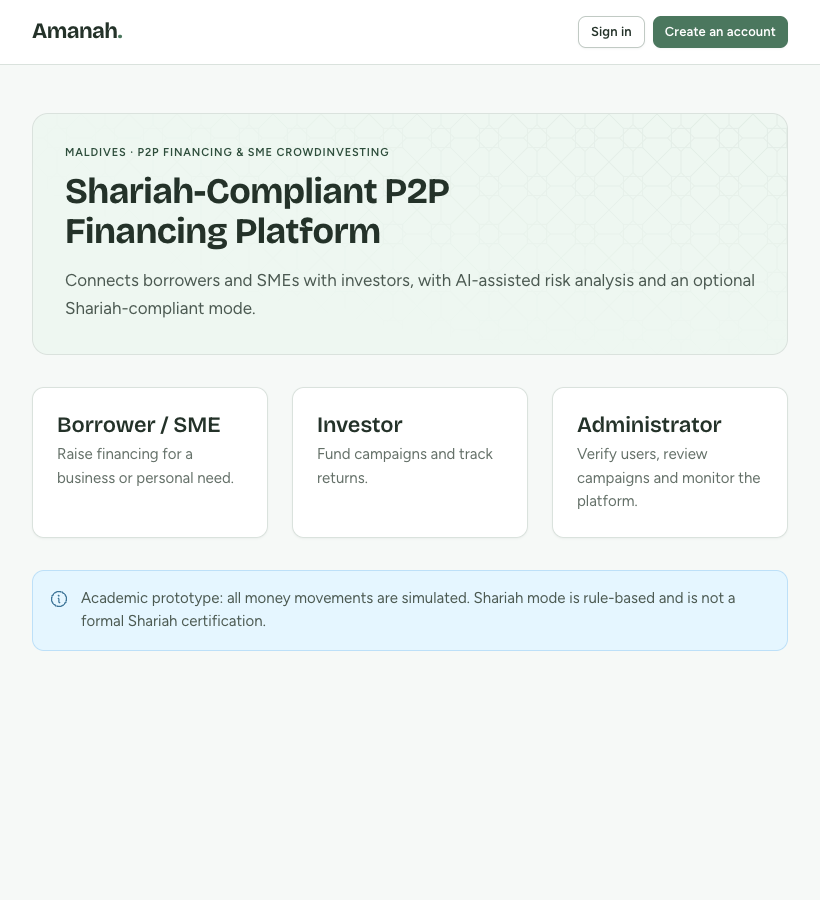 Amanah.
Sign in
Create an account
MALDIVES · P2P FINANCING & SME CROWDINVESTING
Shariah-Compliant P2P
Financing Platform
Connects borrowers and SMEs with investors, with AI-assisted risk analysis and an optional
Shariah-compliant mode.
Borrower / SME
Raise financing for a
business or personal need.
Investor
Fund campaigns and track
returns.
Administrator
Verify users, review
campaigns and monitor the
platform.
Academic prototype: all money movements are simulated. Shariah mode is rule-based and is not a
formal Shariah certification.